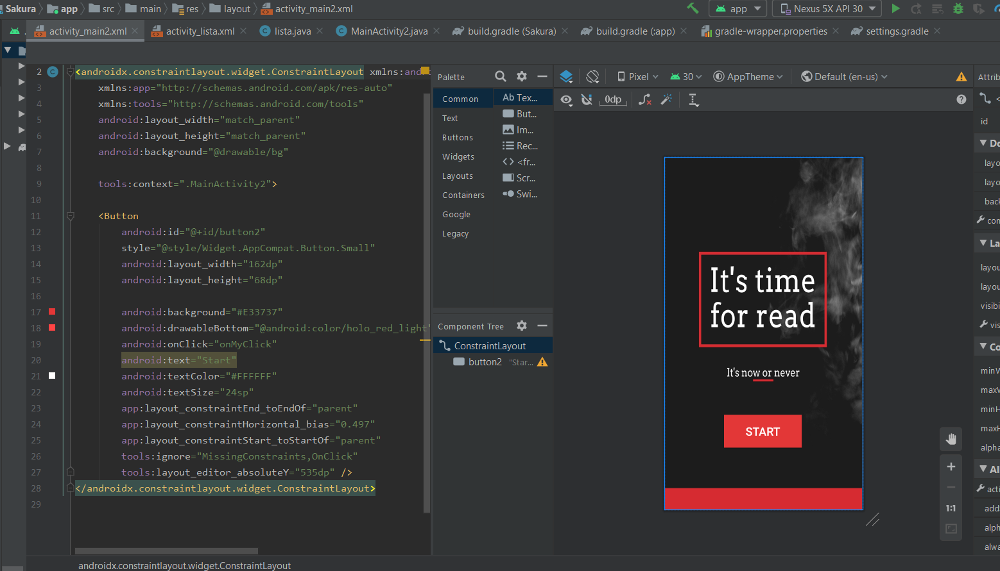 Sakura app src main res layout activity_main2.xml
app Nexus 5X API 30
activity_main2.xml activity_lista.xml lista.java MainActivity2.java build.gradle (Sakura) build.gradle (:app) gradle-wrapper.properties settings.gradle
2 <androidx.constraintlayout.widget.ConstraintLayout xmlns:and
3 xmlns:app="http://schemas.android.com/apk/res-auto"
4 xmlns:tools="http://schemas.android.com/tools"
5 android:layout_width="match_parent"
6 android:layout_height="match_parent"
7 android:background="@drawable/bg"
8
9 tools:context=".MainActivity2">
10
11 <Button
12 android:id="@+id/button2"
13 style="@style/Widget.AppCompat.Button.Small"
14 android:layout_width="162dp"
15 android:layout_height="68dp"
16
17 android:background="#E33737"
18 android:drawableBottom="@android:color/holo_red_light"
19 android:onClick="onMyClick"
20 android:text="Start"
21 android:textColor="#FFFFFF"
22 android:textSize="24sp"
23 app:layout_constraintEnd_toEndOf="parent"
24 app:layout_constraintHorizontal_bias="0.497"
25 app:layout_constraintStart_toStartOf="parent"
26 tools:ignore="MissingConstraints,OnClick"
27 tools:layout_editor_absoluteY="535dp" />
28 </androidx.constraintlayout.widget.ConstraintLayout>
29
androidx.constraintlayout.widget.ConstraintLayout
Palette
Common
Text
Buttons
Widgets
Layouts
Containers
Google
Legacy
Ab Tex...
But...
Im...
Rec...
<> <fr...
Scr...
Swi...
Component Tree
ConstraintLayout
button2 "Star...
Pixel 30 AppTheme Default (en-us)
0dp
It's time
for read
It's now or never
START
1:1
Attrib
id
De
layo
layo
back
con
La
layou
layou
visibi
vis
Co
minV
maxV
minH
maxH
alpha
Al
acti
add
alph
alwa